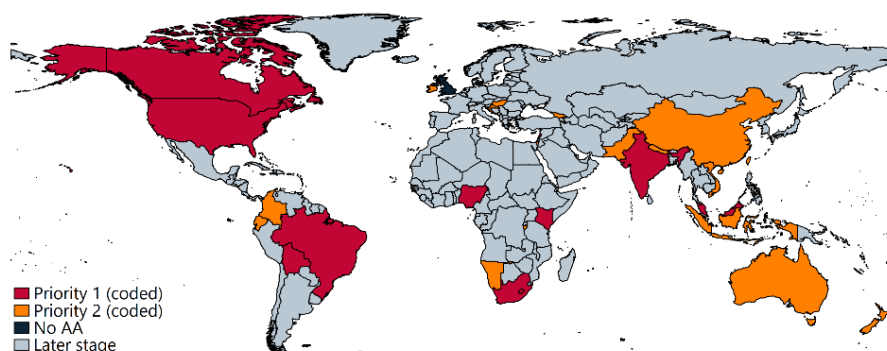 Priority 1 (coded)
Priority 2 (coded)
No AA
Later stage